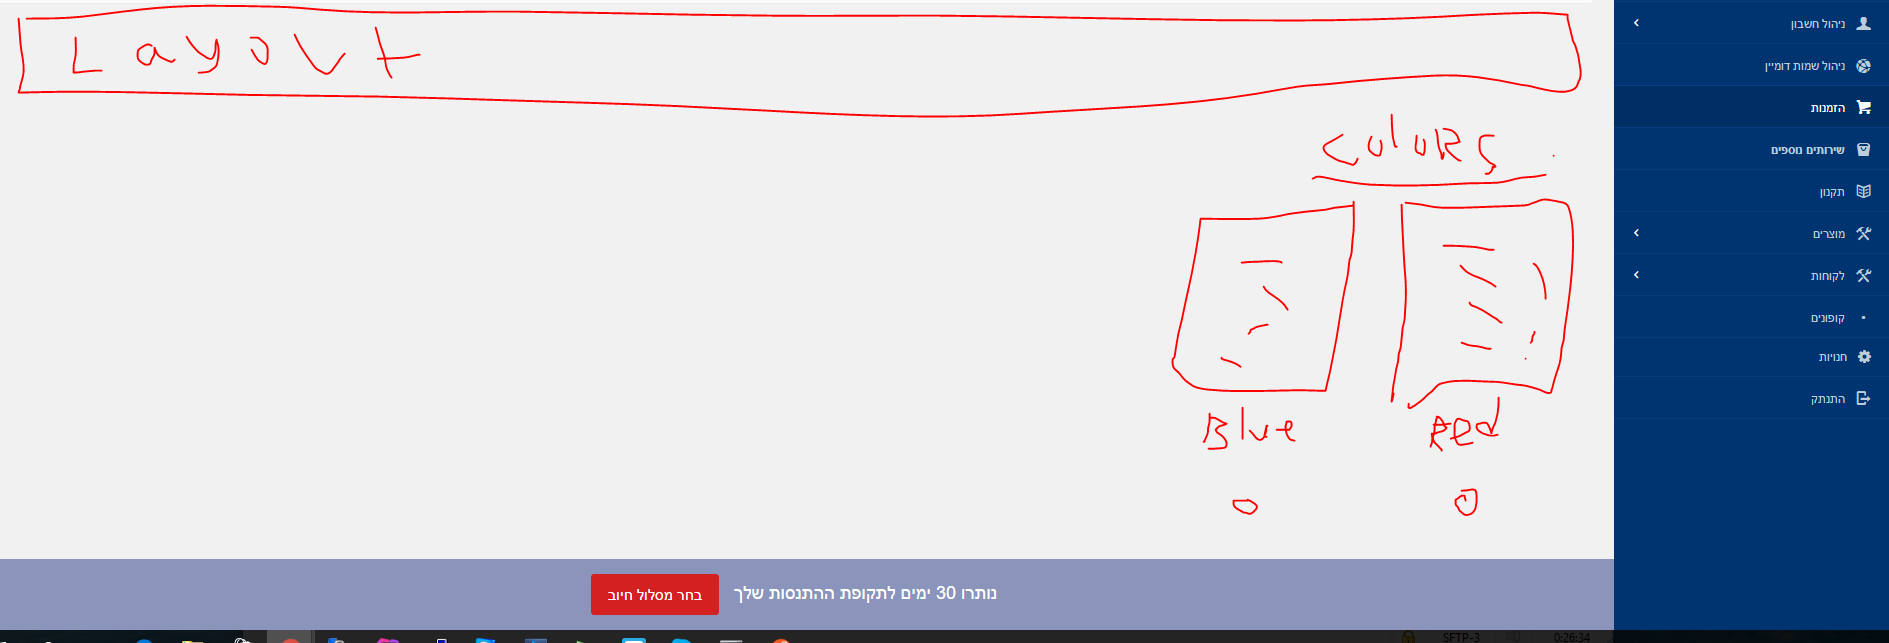 Layout
colors
Blue
Red
ניהול חשבון
ניהול שמות דומיין
הזמנות
שירותים נוספים
תקנון
מוצרים
לקוחות
קופונים
חנויות
התנתק
נותרו 30 ימים לתקופת ההתנסות שלך
בחר מסלול חיוב
SFTP-3
0:26:34